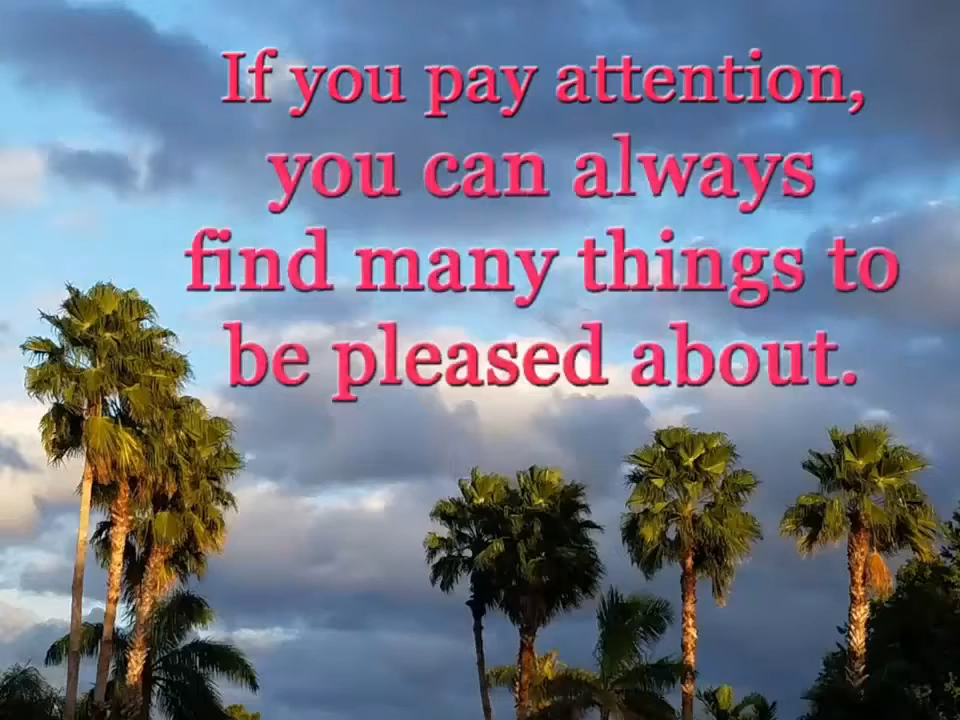 If you pay attention,
you can always
find many things to
be pleased about.